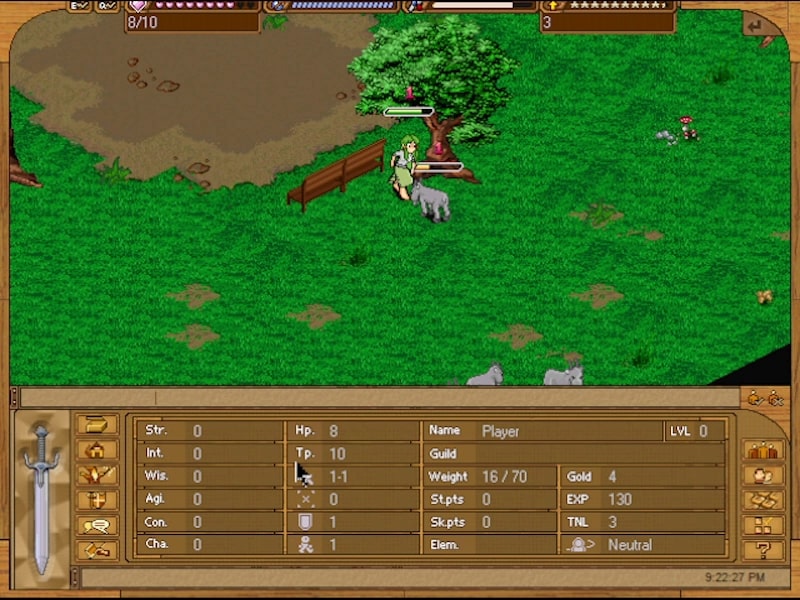 8/10
3
Str. 0 Hp. 8 Name Player LVL 0
Int. 0 Tp. 10 Guild
Wis. 0 1-1 Weight 16 / 70 Gold 4
Agi. 0 0 St.pts 0 EXP 130
Con. 0 1 Sk.pts 0 TNL 3
Cha. 0 1 Elem. Neutral
?
9:22:27 PM